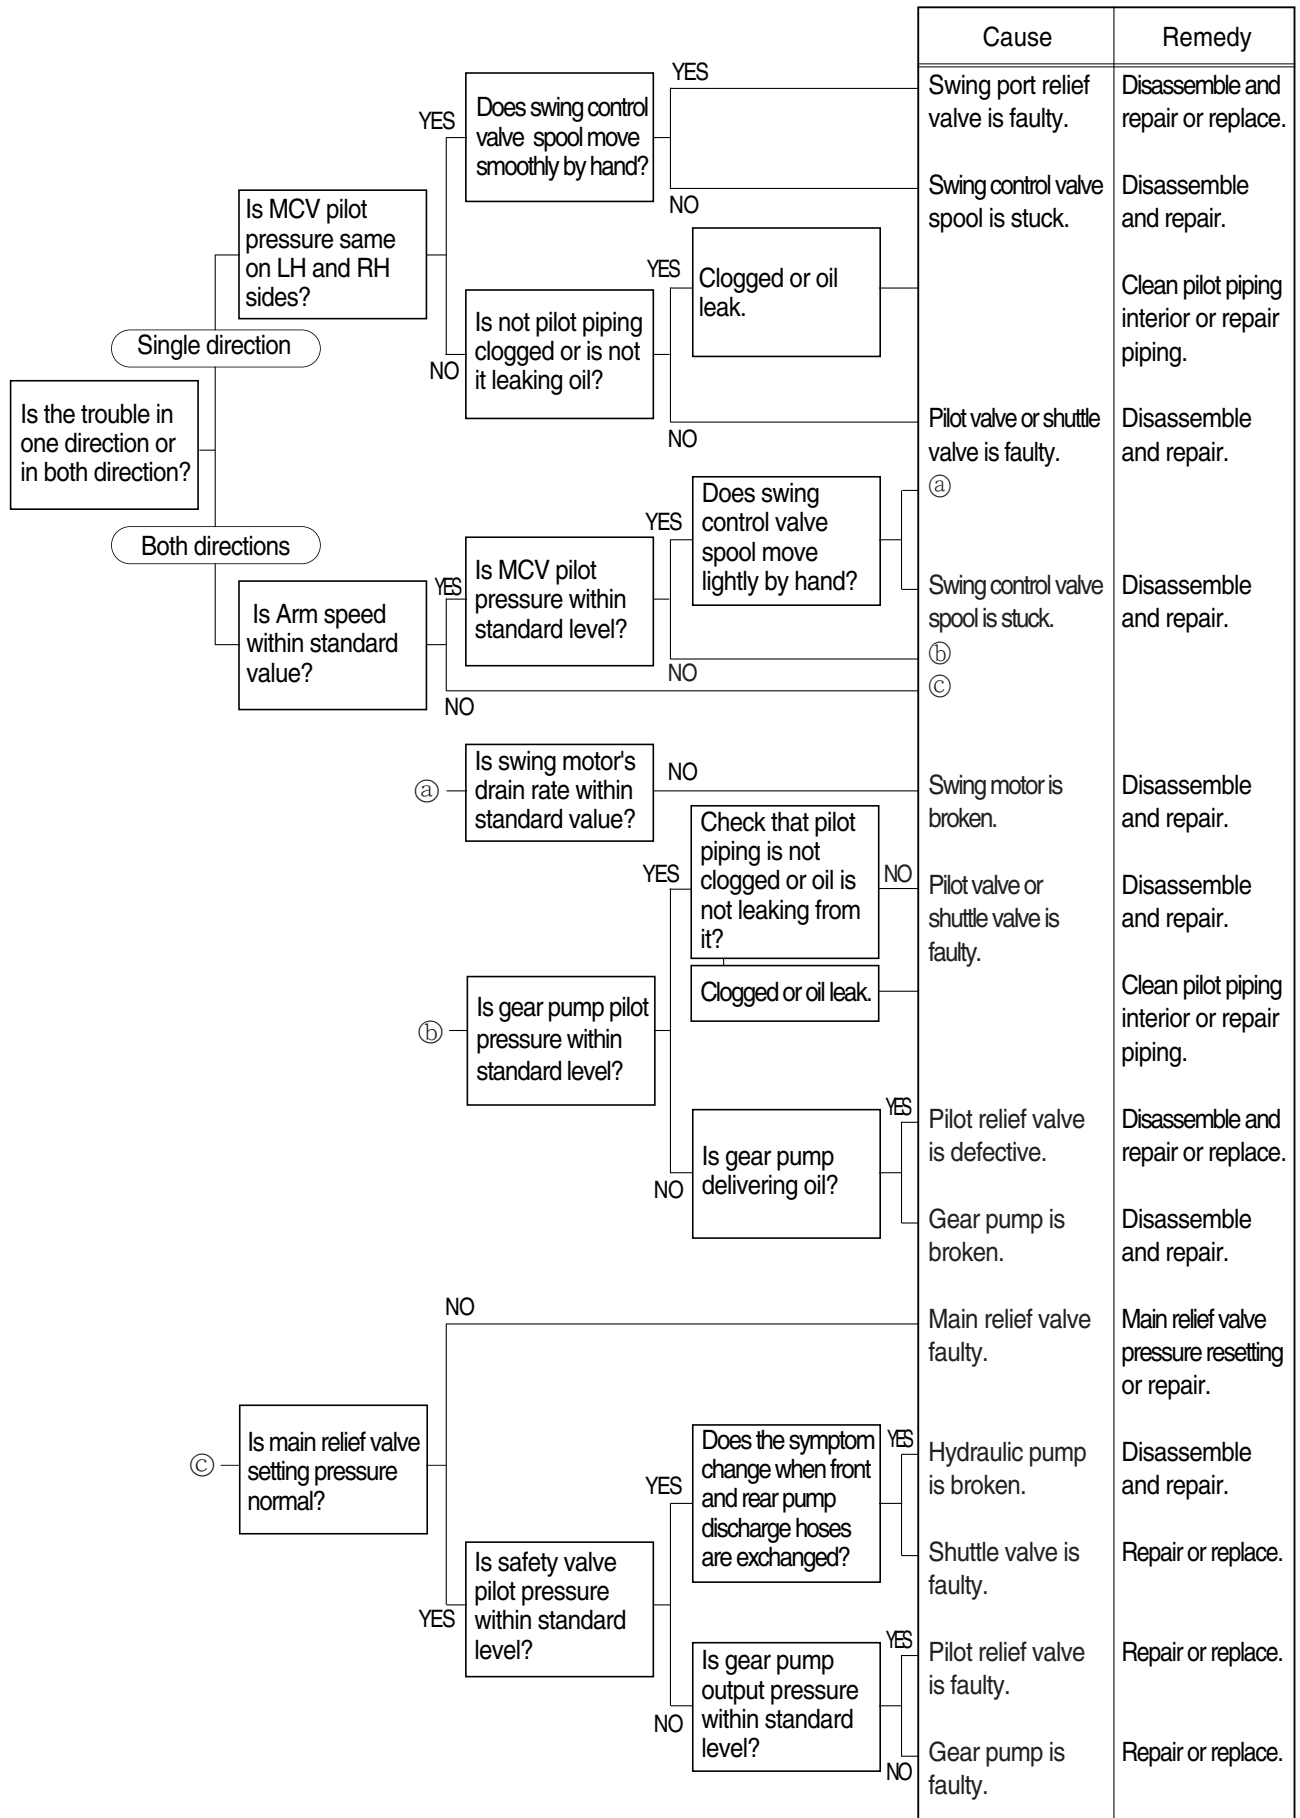 Cause
Remedy
YES
Swing port relief
valve is faulty.
Disassemble and
repair or replace.
YES
Does swing control
valve spool move
smoothly by hand?
NO
Swing control valve
spool is stuck.
Disassemble
and repair.
Is MCV pilot
pressure same
on LH and RH
sides?
YES
Clogged or oil
leak.
Clean pilot piping
interior or repair
piping.
NO
Is not pilot piping
clogged or is not
it leaking oil?
Single direction
NO
Pilot valve or shuttle
valve is faulty.
Disassemble
and repair.
Is the trouble in
one direction or
in both direction?
Both directions
YES
Does swing
control valve
spool move
lightly by hand?
ⓐ
YES
Is MCV pilot
pressure within
standard level?
Swing control valve
spool is stuck.
Disassemble
and repair.
Is Arm speed
within standard
value?
NO
ⓑ
NO
ⓒ
ⓐ
Is swing motor's
drain rate within
standard value?
NO
Swing motor is
broken.
Disassemble
and repair.
YES
Check that pilot
piping is not
clogged or oil is
not leaking from
it?
NO
Pilot valve or
shuttle valve is
faulty.
Disassemble
and repair.
Clogged or oil leak.
Clean pilot piping
interior or repair
piping.
ⓑ
Is gear pump pilot
pressure within
standard level?
NO
Is gear pump
delivering oil?
YES
Pilot relief valve
is defective.
Disassemble and
repair or replace.
Gear pump is
broken.
Disassemble
and repair.
NO
Main relief valve
faulty.
Main relief valve
pressure resetting
or repair.
ⓒ
Is main relief valve
setting pressure
normal?
YES
Does the symptom
change when front
and rear pump
discharge hoses
are exchanged?
YES
Hydraulic pump
is broken.
Disassemble
and repair.
Shuttle valve is
faulty.
Repair or replace.
YES
Is safety valve
pilot pressure
within standard
level?
NO
Is gear pump
output pressure
within standard
level?
YES
Pilot relief valve
is faulty.
Repair or replace.
NO
Gear pump is
faulty.
Repair or replace.